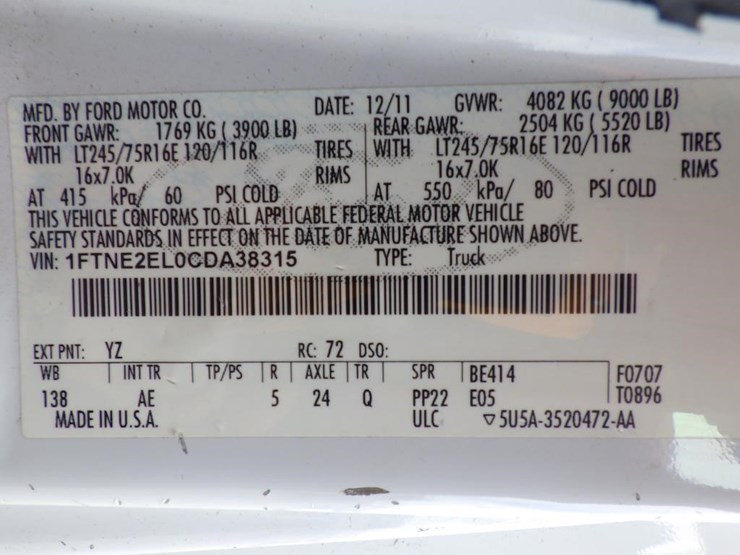 MFD. BY FORD MOTOR CO. DATE: 12/11 GVWR: 4082 KG ( 9000 LB)
FRONT GAWR: 1769 KG ( 3900 LB) REAR GAWR: 2504 KG ( 5520 LB)
WITH LT245/75R16E 120/116R TIRES WITH LT245/75R16E 120/116R TIRES
16x7.0K RIMS 16x7.0K RIMS
AT 415 kPa/ 60 PSI COLD AT 550 kPa/ 80 PSI COLD
THIS VEHICLE CONFORMS TO ALL APPLICABLE FEDERAL MOTOR VEHICLE
SAFETY STANDARDS IN EFFECT ON THE DATE OF MANUFACTURE SHOWN ABOVE.
VIN: 1FTNE2EL0CDA38315 TYPE: Truck
EXT PNT: YZ RC: 72 DSO:
WB INT TR TP/PS R AXLE TR SPR BE414 F0707
138 AE 5 24 Q PP22 E05 T0896
MADE IN U.S.A. ULC ▽5U5A-3520472-AA